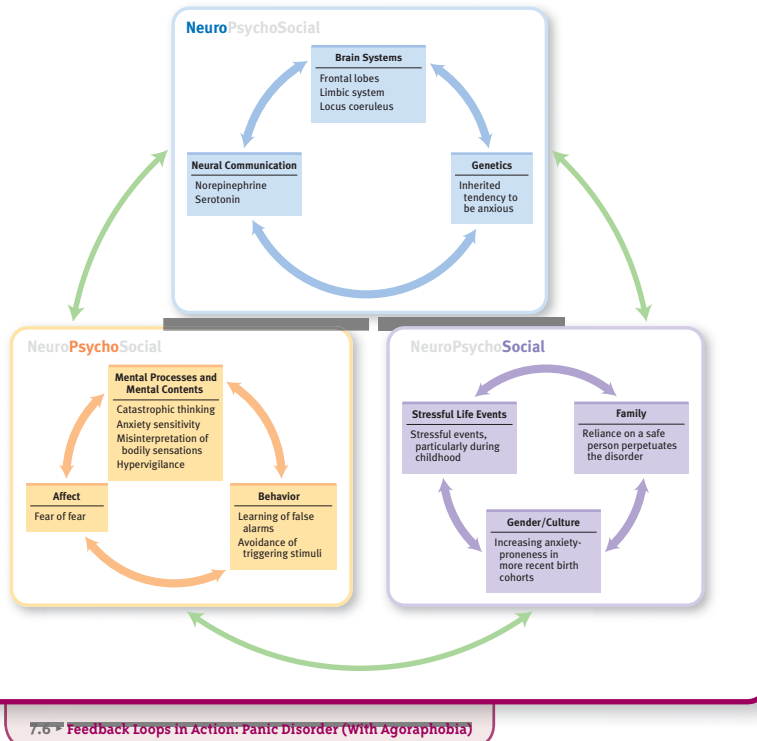 NeuroPsychoSocial
Brain Systems
Frontal lobes
Limbic system
Locus coeruleus
Neural Communication
Norepinephrine
Serotonin
Genetics
Inherited
tendency to
be anxious
NeuroPsychoSocial
Mental Processes and
Mental Contents
Catastrophic thinking
Anxiety sensitivity
Misinterpretation of
bodily sensations
Hypervigilance
Affect
Fear of fear
Behavior
Learning of false
alarms
Avoidance of
triggering stimuli
NeuroPsychoSocial
Stressful Life Events
Stressful events,
particularly during
childhood
Family
Reliance on a safe
person perpetuates
the disorder
Gender/Culture
Increasing anxiety-
proneness in
more recent birth
cohorts
7.6 ► Feedback Loops in Action: Panic Disorder (With Agoraphobia)